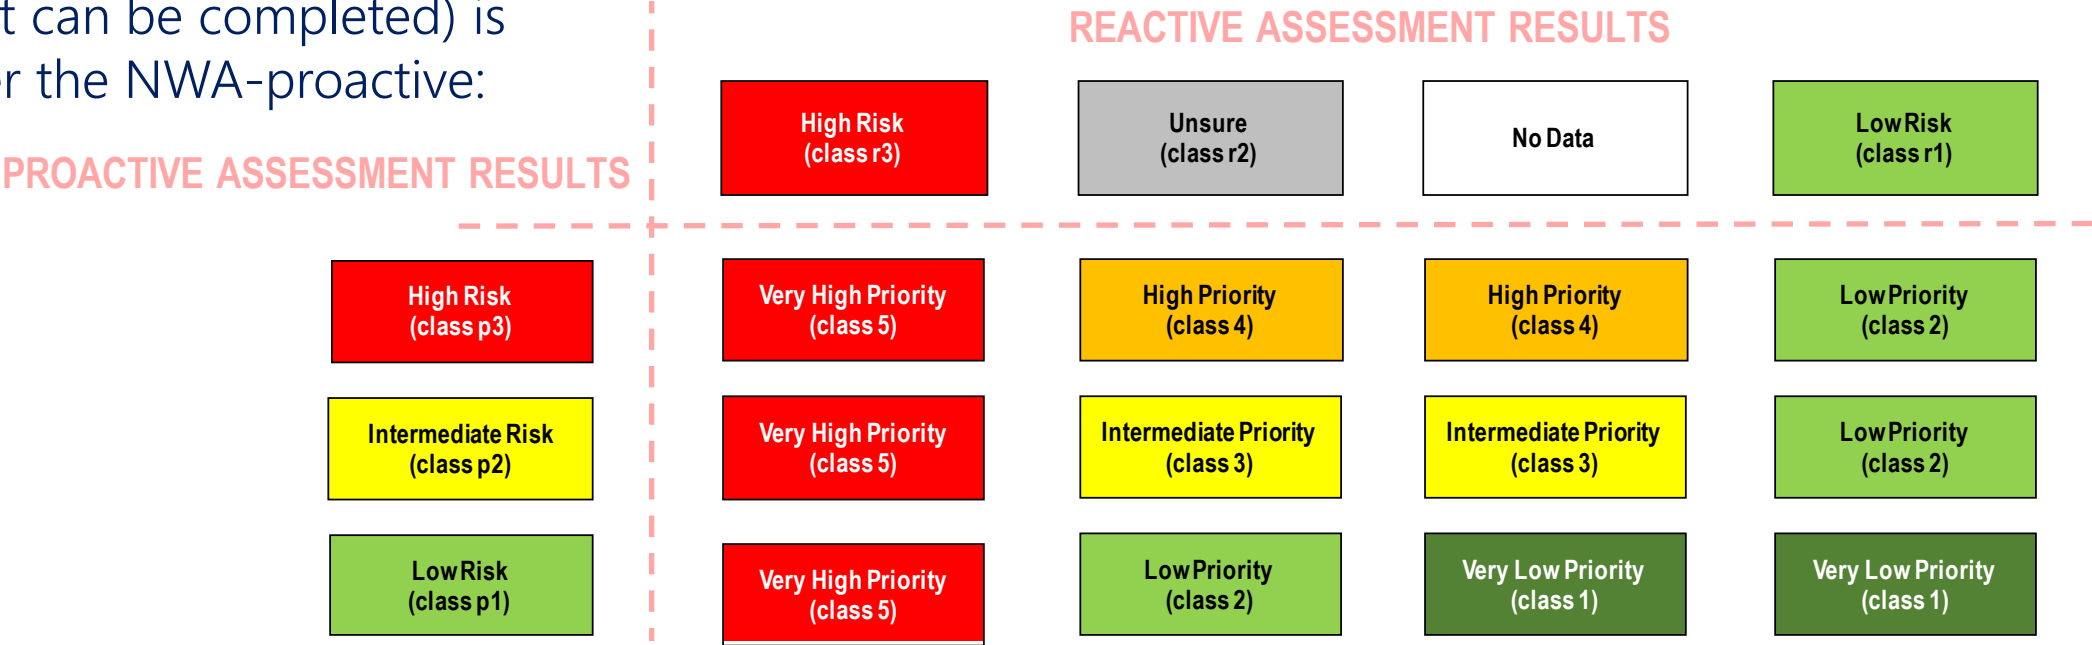 t can be completed) is
er the NWA-proactive:
REACTIVE ASSESSMENT RESULTS
High Risk
(class r3)
Unsure
(class r2)
No Data
Low Risk
(class r1)
PROACTIVE ASSESSMENT RESULTS
High Risk
(class p3)
Very High Priority
(class 5)
High Priority
(class 4)
High Priority
(class 4)
Low Priority
(class 2)
Intermediate Risk
(class p2)
Very High Priority
(class 5)
Intermediate Priority
(class 3)
Intermediate Priority
(class 3)
Low Priority
(class 2)
Low Risk
(class p1)
Very High Priority
(class 5)
Low Priority
(class 2)
Very Low Priority
(class 1)
Very Low Priority
(class 1)